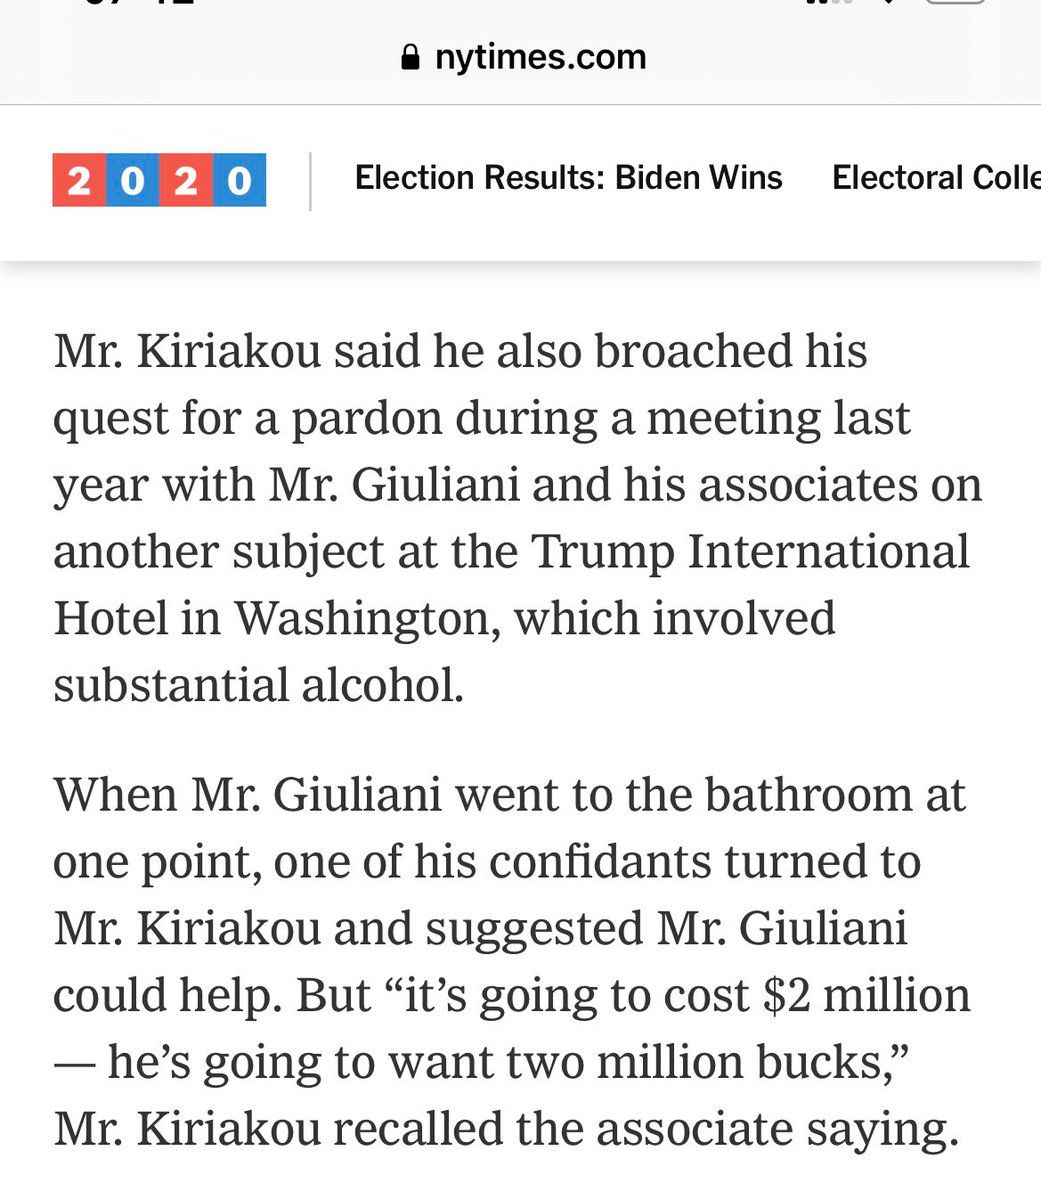 nytimes.com
2020 Election Results: Biden Wins Electoral Colle
Mr. Kiriakou said he also broached his
quest for a pardon during a meeting last
year with Mr. Giuliani and his associates on
another subject at the Trump International
Hotel in Washington, which involved
substantial alcohol.
When Mr. Giuliani went to the bathroom at
one point, one of his confidants turned to
Mr. Kiriakou and suggested Mr. Giuliani
could help. But “it’s going to cost $2 million
— he’s going to want two million bucks,”
Mr. Kiriakou recalled the associate saying.